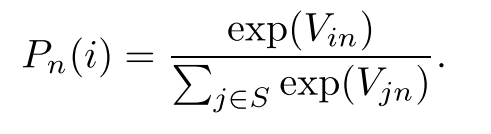 P_n(i) = \frac{\exp(V_{in})}{\sum_{j \in S} \exp(V_{jn})}.